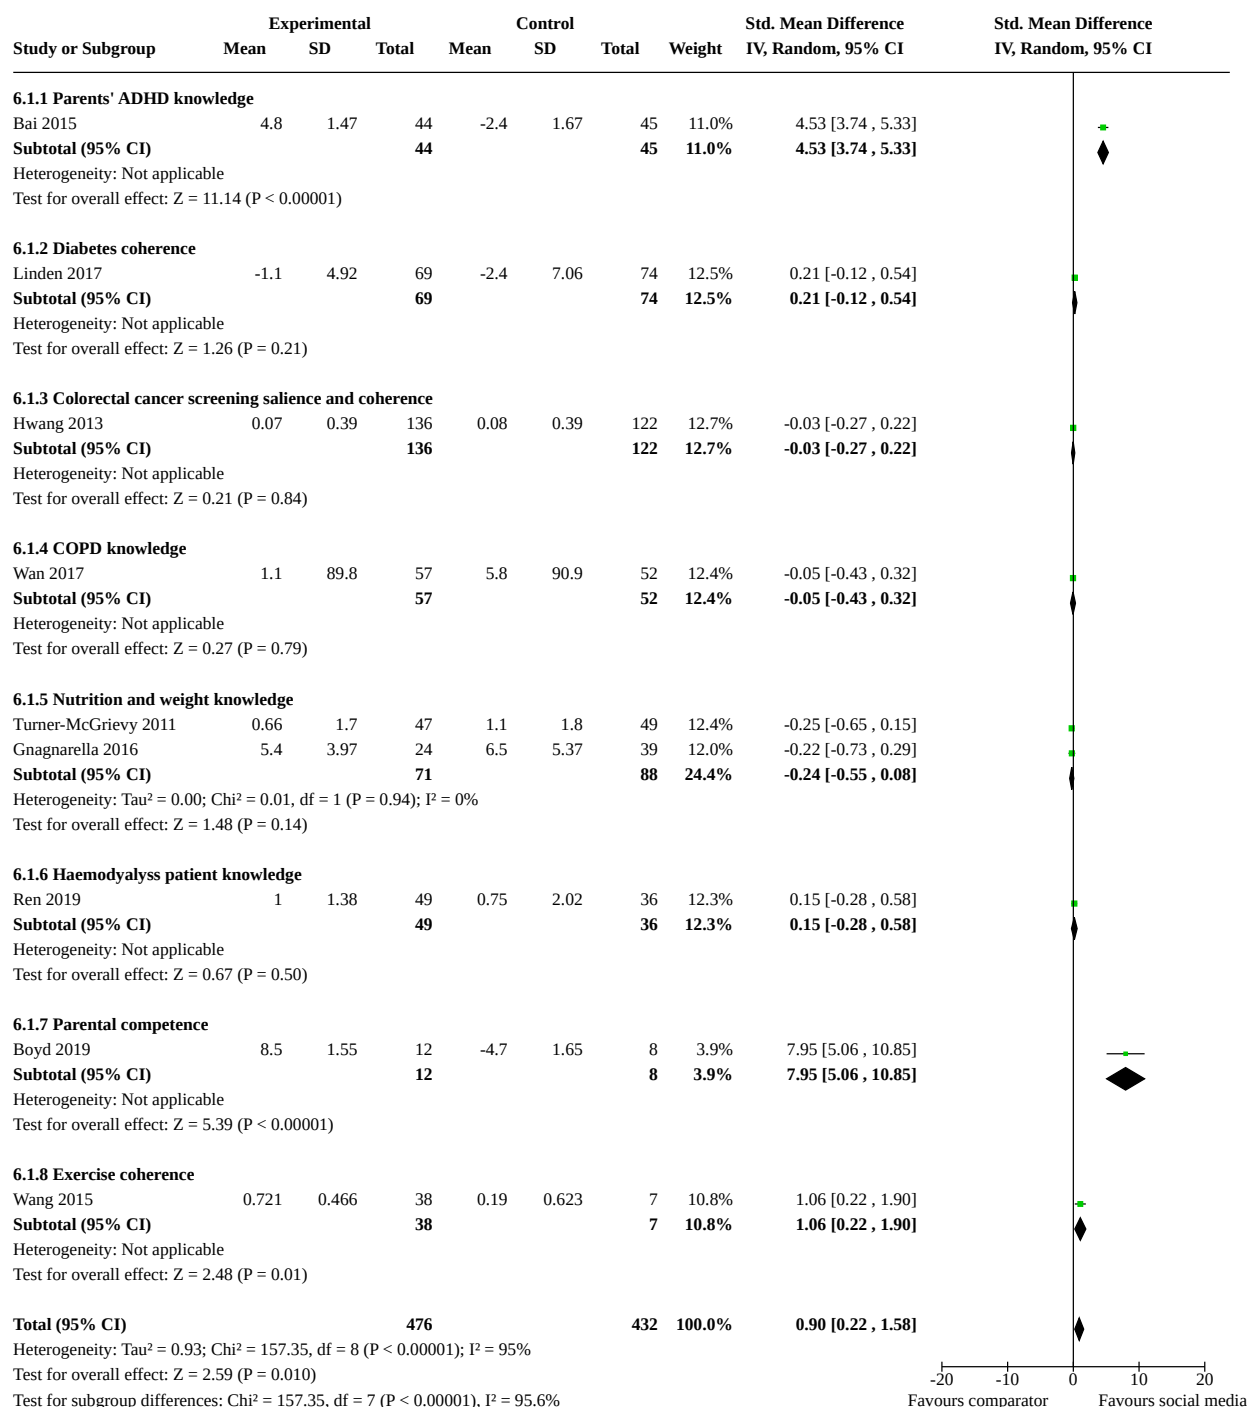 Experimental Control Std. Mean Difference Std. Mean Difference
Study or Subgroup Mean SD Total Mean SD Total Weight IV, Random, 95% CI IV, Random, 95% CI
6.1.1 Parents' ADHD knowledge
Bai 2015 4.8 1.47 44 -2.4 1.67 45 11.0% 4.53 [3.74 , 5.33]
Subtotal (95% CI) 44 45 11.0% 4.53 [3.74 , 5.33]
Heterogeneity: Not applicable
Test for overall effect: Z = 11.14 (P < 0.00001)
6.1.2 Diabetes coherence
Linden 2017 -1.1 4.92 69 -2.4 7.06 74 12.5% 0.21 [-0.12 , 0.54]
Subtotal (95% CI) 69 74 12.5% 0.21 [-0.12 , 0.54]
Heterogeneity: Not applicable
Test for overall effect: Z = 1.26 (P = 0.21)
6.1.3 Colorectal cancer screening salience and coherence
Hwang 2013 0.07 0.39 136 0.08 0.39 122 12.7% -0.03 [-0.27 , 0.22]
Subtotal (95% CI) 136 122 12.7% -0.03 [-0.27 , 0.22]
Heterogeneity: Not applicable
Test for overall effect: Z = 0.21 (P = 0.84)
6.1.4 COPD knowledge
Wan 2017 1.1 89.8 57 5.8 90.9 52 12.4% -0.05 [-0.43 , 0.32]
Subtotal (95% CI) 57 52 12.4% -0.05 [-0.43 , 0.32]
Heterogeneity: Not applicable
Test for overall effect: Z = 0.27 (P = 0.79)
6.1.5 Nutrition and weight knowledge
Turner-McGrievy 2011 0.66 1.7 47 1.1 1.8 49 12.4% -0.25 [-0.65 , 0.15]
Gnagnarella 2016 5.4 3.97 24 6.5 5.37 39 12.0% -0.22 [-0.73 , 0.29]
Subtotal (95% CI) 71 88 24.4% -0.24 [-0.55 , 0.08]
Heterogeneity: Tau² = 0.00; Chi² = 0.01, df = 1 (P = 0.94); I² = 0%
Test for overall effect: Z = 1.48 (P = 0.14)
6.1.6 Haemodyalyss patient knowledge
Ren 2019 1 1.38 49 0.75 2.02 36 12.3% 0.15 [-0.28 , 0.58]
Subtotal (95% CI) 49 36 12.3% 0.15 [-0.28 , 0.58]
Heterogeneity: Not applicable
Test for overall effect: Z = 0.67 (P = 0.50)
6.1.7 Parental competence
Boyd 2019 8.5 1.55 12 -4.7 1.65 8 3.9% 7.95 [5.06 , 10.85]
Subtotal (95% CI) 12 8 3.9% 7.95 [5.06 , 10.85]
Heterogeneity: Not applicable
Test for overall effect: Z = 5.39 (P < 0.00001)
6.1.8 Exercise coherence
Wang 2015 0.721 0.466 38 0.19 0.623 7 10.8% 1.06 [0.22 , 1.90]
Subtotal (95% CI) 38 7 10.8% 1.06 [0.22 , 1.90]
Heterogeneity: Not applicable
Test for overall effect: Z = 2.48 (P = 0.01)
Total (95% CI) 476 432 100.0% 0.90 [0.22 , 1.58]
Heterogeneity: Tau² = 0.93; Chi² = 157.35, df = 8 (P < 0.00001); I² = 95%
Test for overall effect: Z = 2.59 (P = 0.010)
-20 -10 0 10 20
Test for subgroup differences: Chi² = 157.35, df = 7 (P < 0.00001), I² = 95.6%
Favours comparator Favours social media